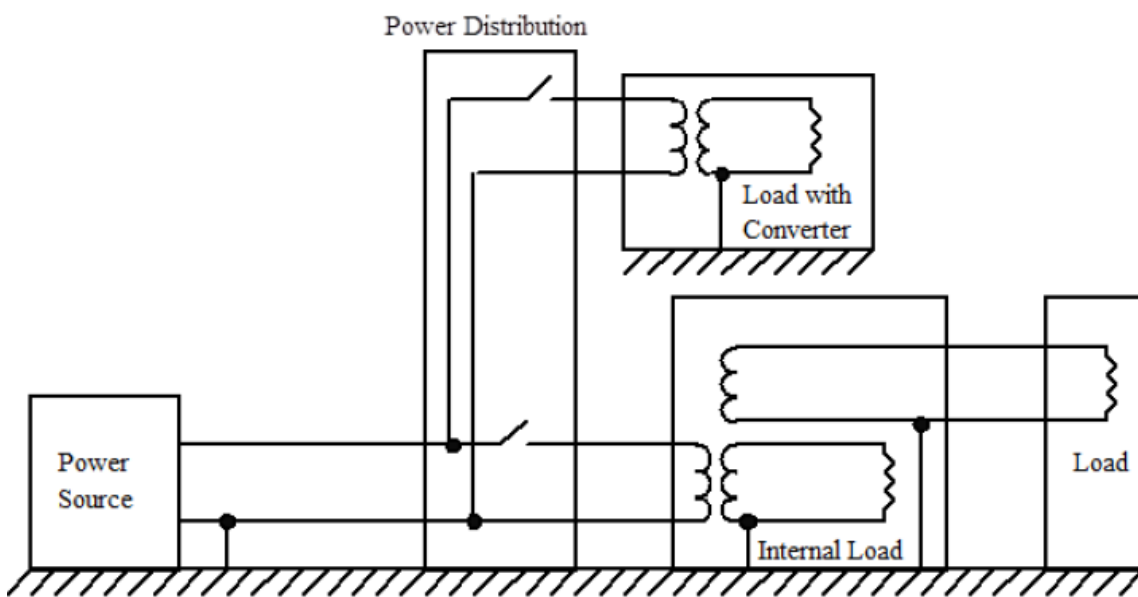 Power Distribution
Load with
Converter
Power
Source
Load
Internal Load